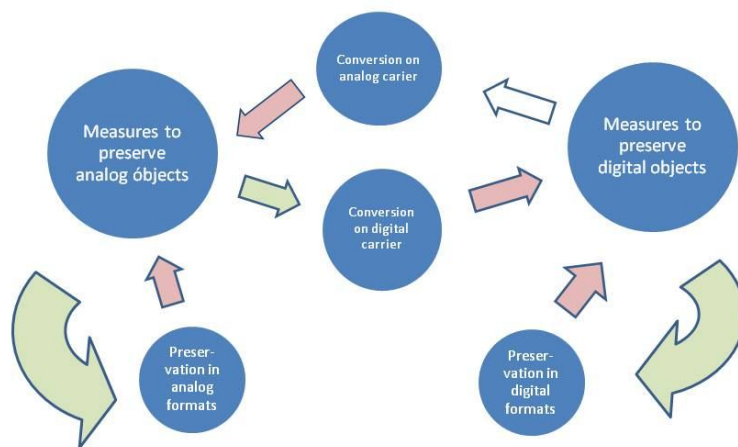 Conversion on
analog carier
Measures to
preserve
analog óbjects
Measures to
preserve
digital objects
Conversion
on digital
carrier
Preser-
vation in
analog
formats
Preser-
vation in
digital
formats